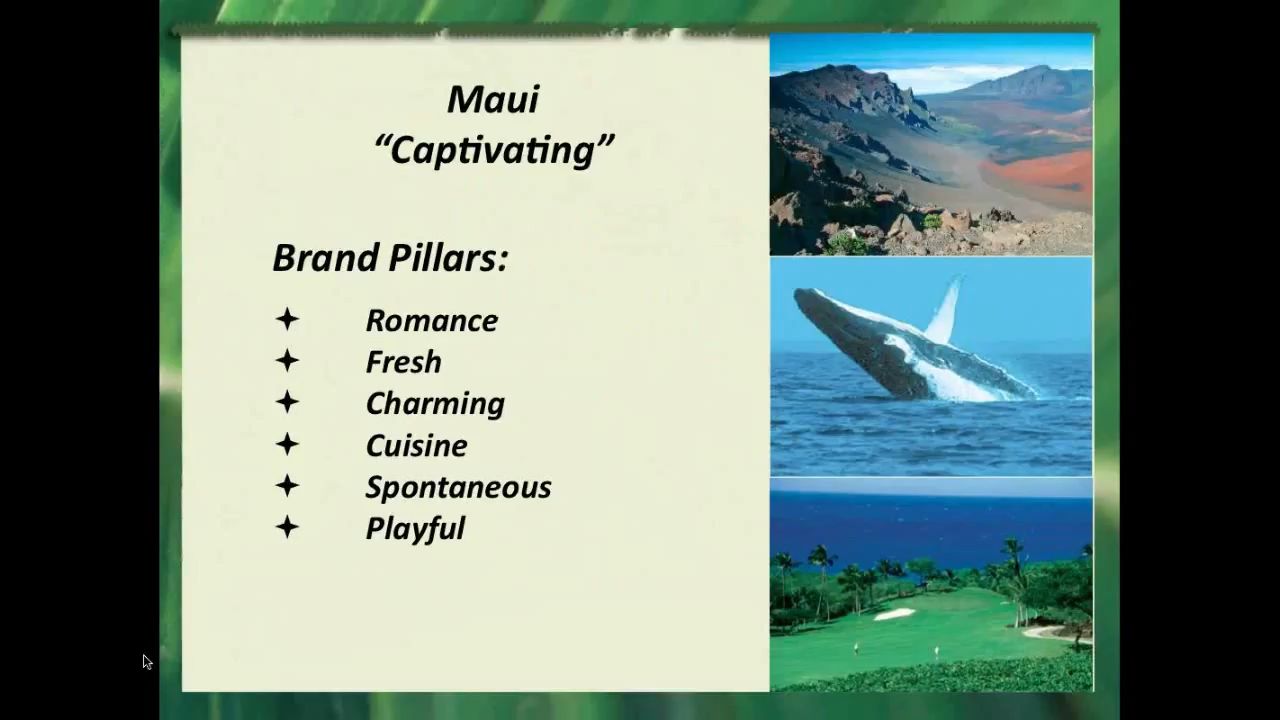 Maui
“Captivating”
Brand Pillars:
Romance
Fresh
Charming
Cuisine
Spontaneous
Playful